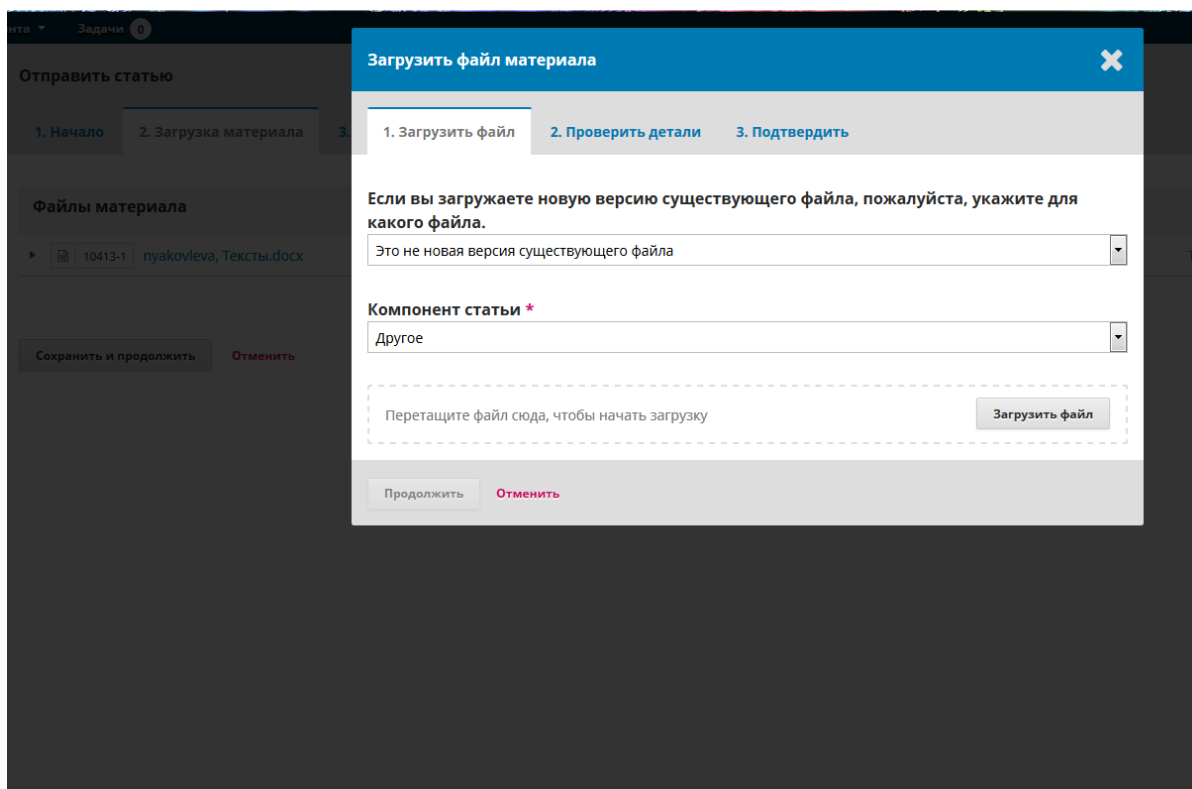 Задачи 0
Загрузить файл материала
Отправить статью
1. Начало 2. Загрузка материала 3.
1. Загрузить файл 2. Проверить детали 3. Подтвердить
Если вы загружаете новую версию существующего файла, пожалуйста, укажите для
какого файла.
Это не новая версия существующего файла
Файлы материала
10413-1 nyakovleva, Тексты.docx
Компонент статьи *
Другое
Сохранить и продолжить Отменить
Перетащите файл сюда, чтобы начать загрузку
Загрузить файл
Продолжить Отменить